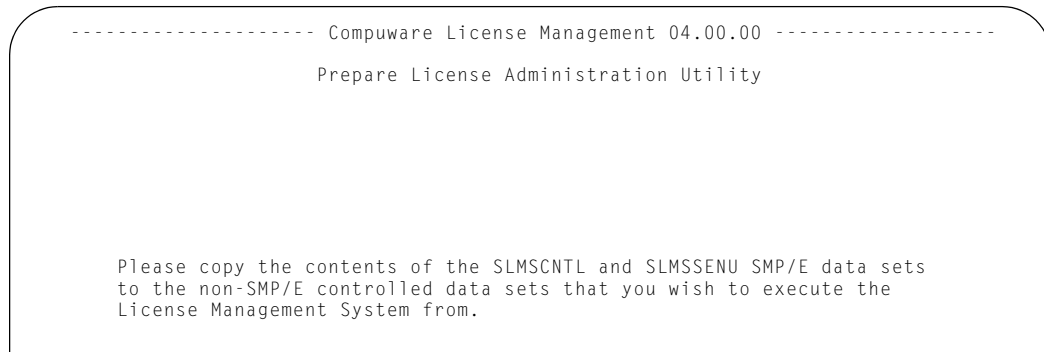 --------------------- Compuware License Management 04.00.00 -------------------
Prepare License Administration Utility
Please copy the contents of the SLMSCNTL and SLMSSENU SMP/E data sets
to the non-SMP/E controlled data sets that you wish to execute the
License Management System from.